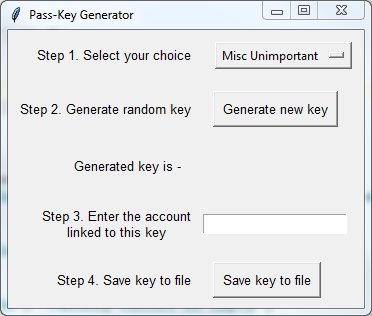 Pass-Key Generator
Step 1. Select your choice
Misc Unimportant
Step 2. Generate random key
Generate new key
Generated key is -
Step 3. Enter the account
linked to this key
Step 4. Save key to file
Save key to file